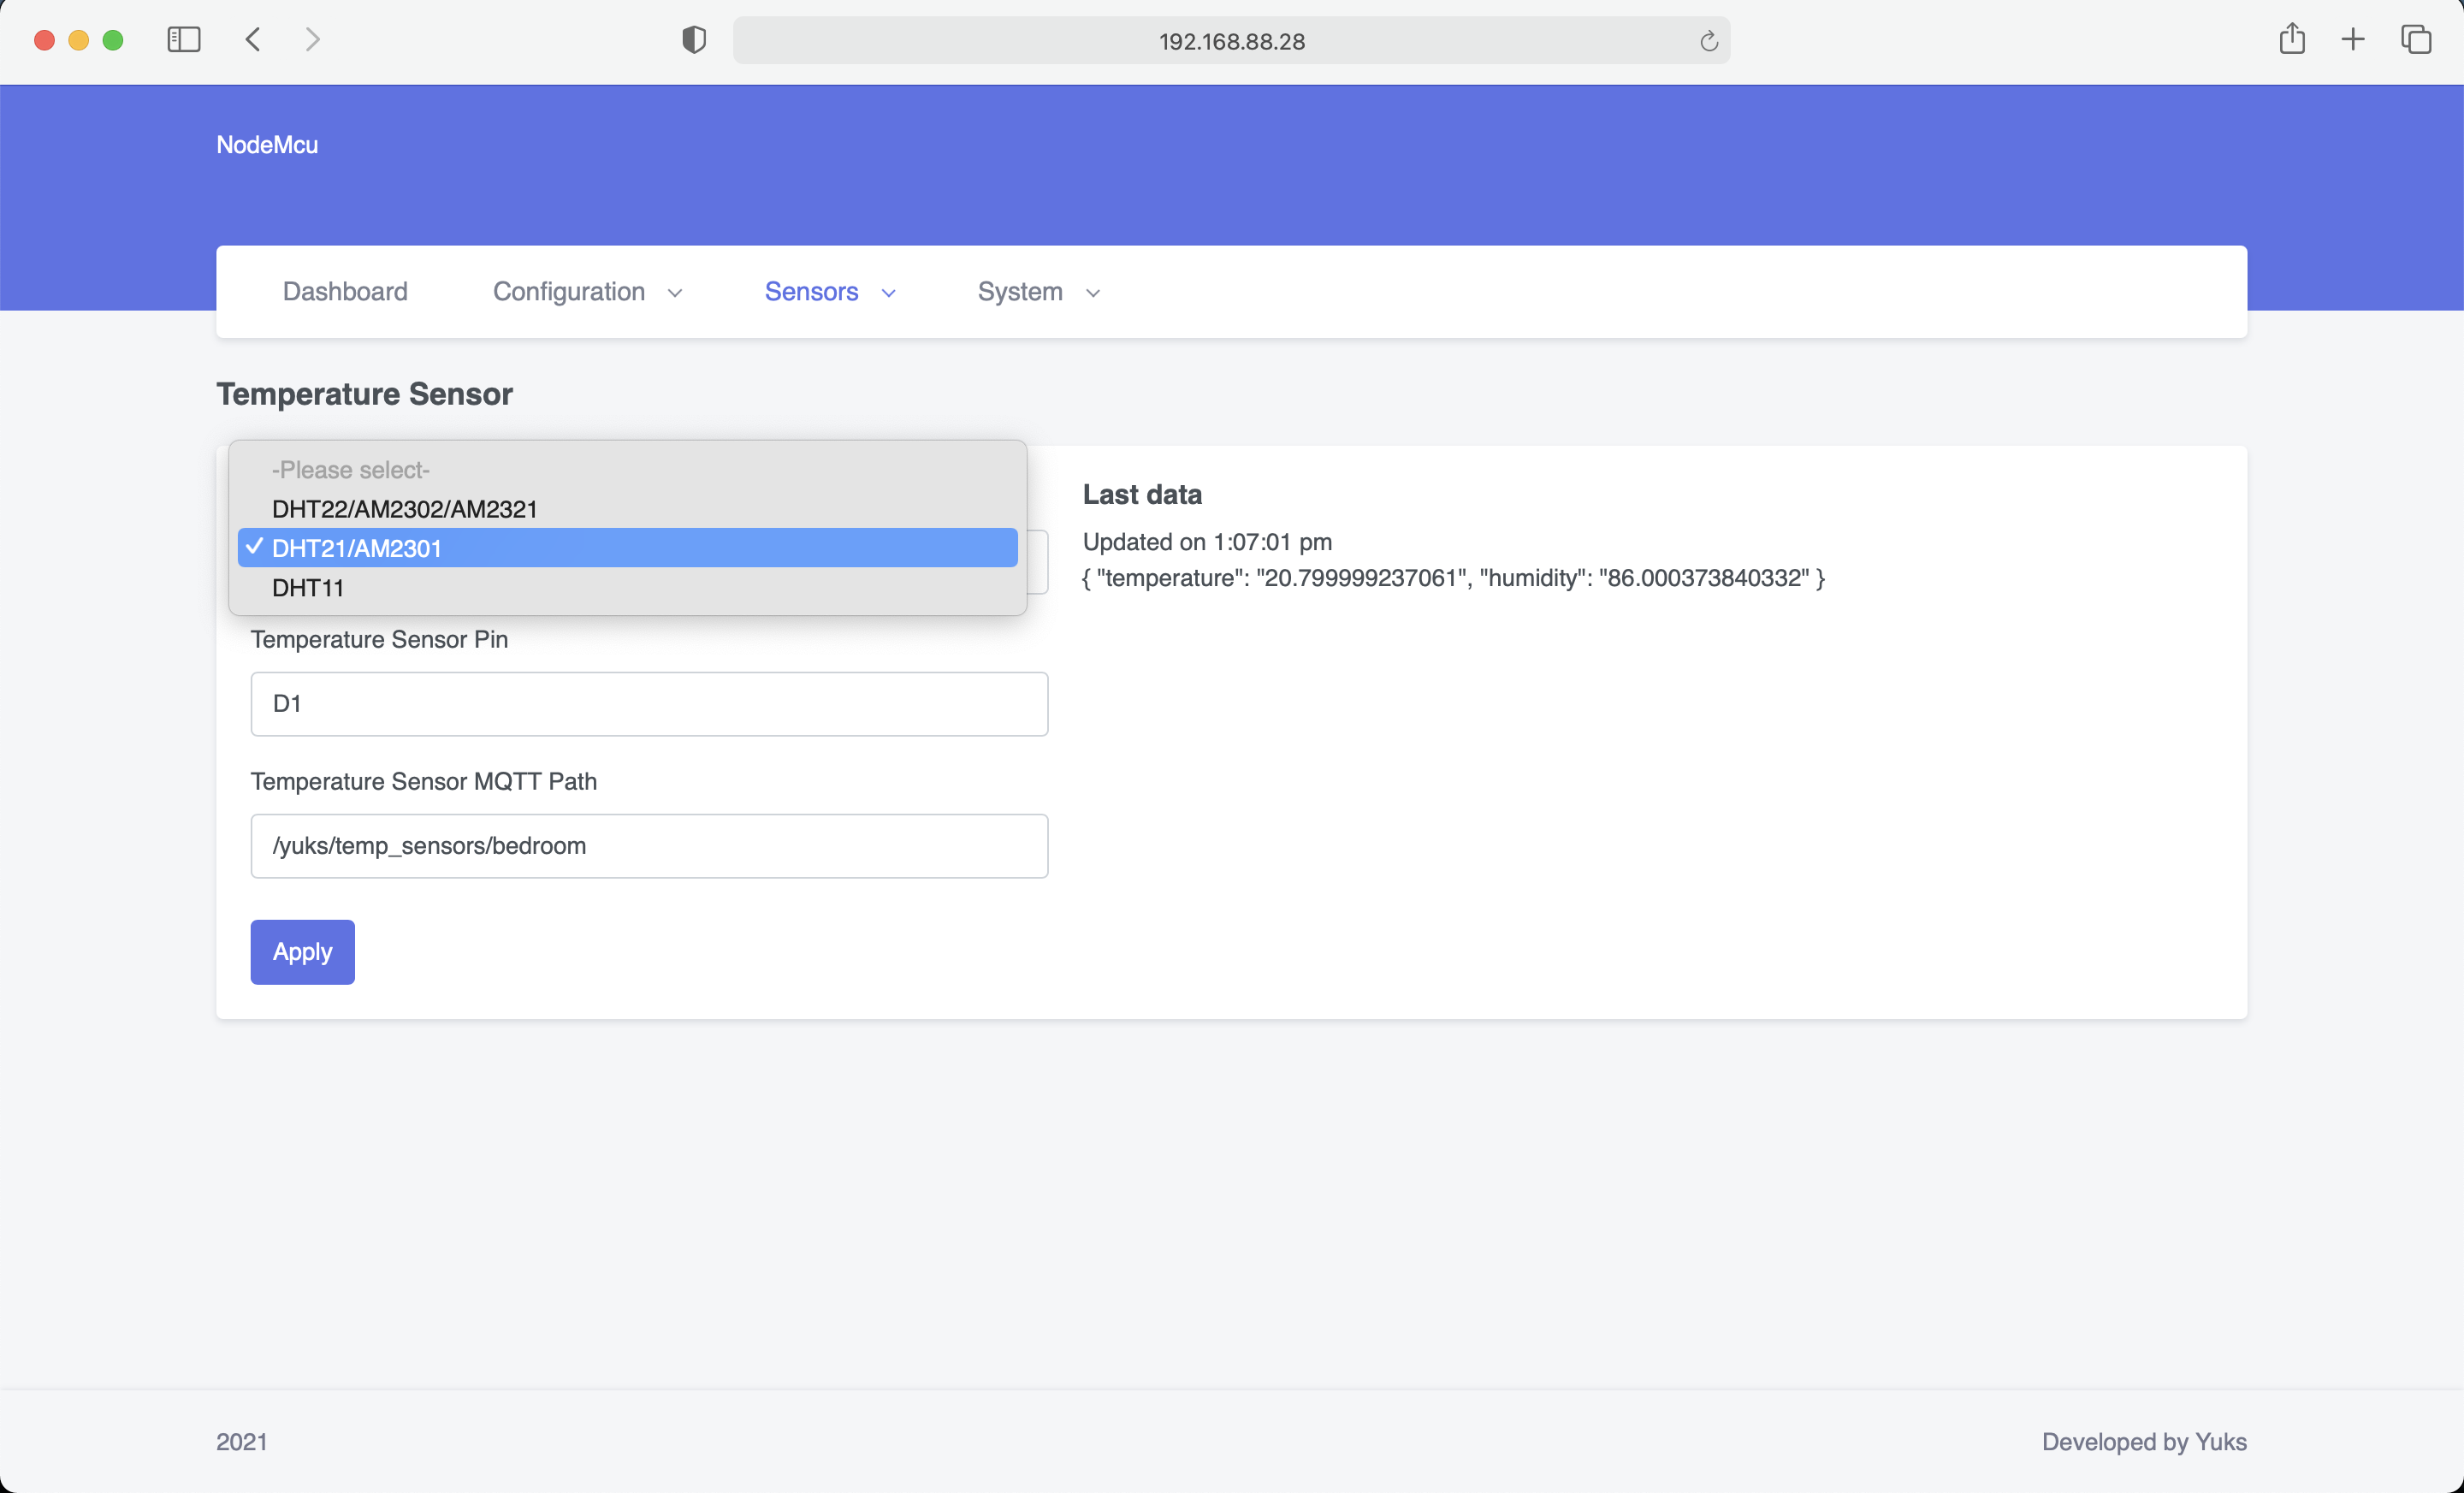 192.168.88.28
NodeMcu
Dashboard Configuration Sensors System
Temperature Sensor
-Please select-
DHT22/AM2302/AM2321
DHT21/AM2301
DHT11
Temperature Sensor Pin
D1
Temperature Sensor MQTT Path
/yuks/temp_sensors/bedroom
Apply
Last data
Updated on 1:07:01 pm
{ "temperature": "20.799999237061", "humidity": "86.000373840332" }
2021
Developed by Yuks